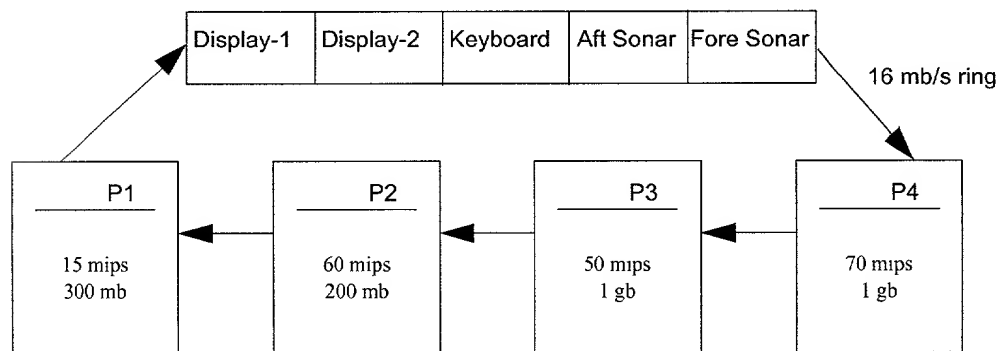 Display-1 Display-2 Keyboard Aft Sonar Fore Sonar
16 mb/s ring
P1 P2 P3 P4
15 mips 60 mips 50 mips 70 mips
300 mb 200 mb 1 gb 1 gb